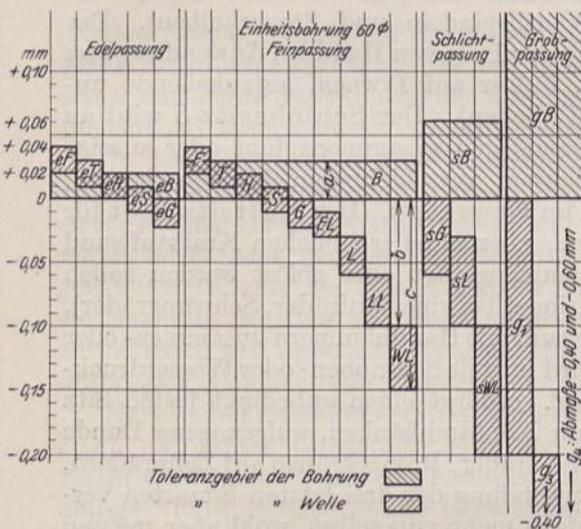 Einheitsbohrung 60 Φ
mm
Edelpassung
Feinpassung
Schlicht-
passung
Grob-
passung
+ 0,10
+ 0,06
+ 0,04
+ 0,02
0
-0,05
-0,10
-0,15
-0,20
eF
eT
eH
eS
eB
eG
F
T
H
S
G
EL
L
LL
WL
a
B
b
c
sB
sG
sL
sWL
gB
g1
g3
-0,40
g4: Abmaße -0,40 und -0,60 mm
Toleranzgebiet der Bohrung
" " Welle